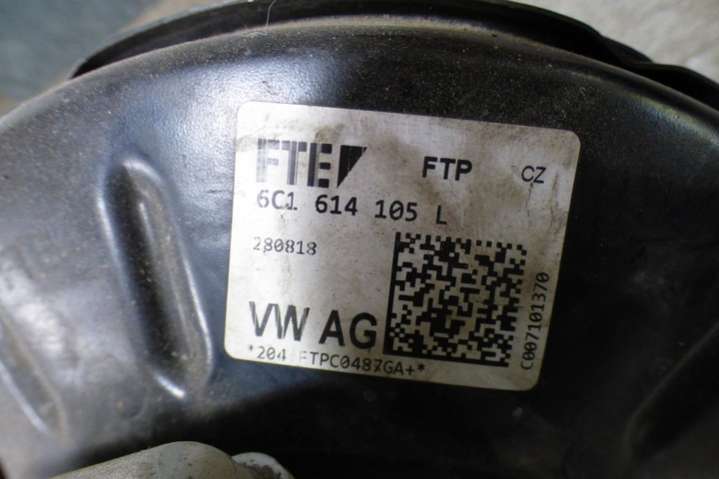 FTE FTP CZ
6C1 614 105 L
280818
VW AG
*204 FTPC0487GA+*
C007101370